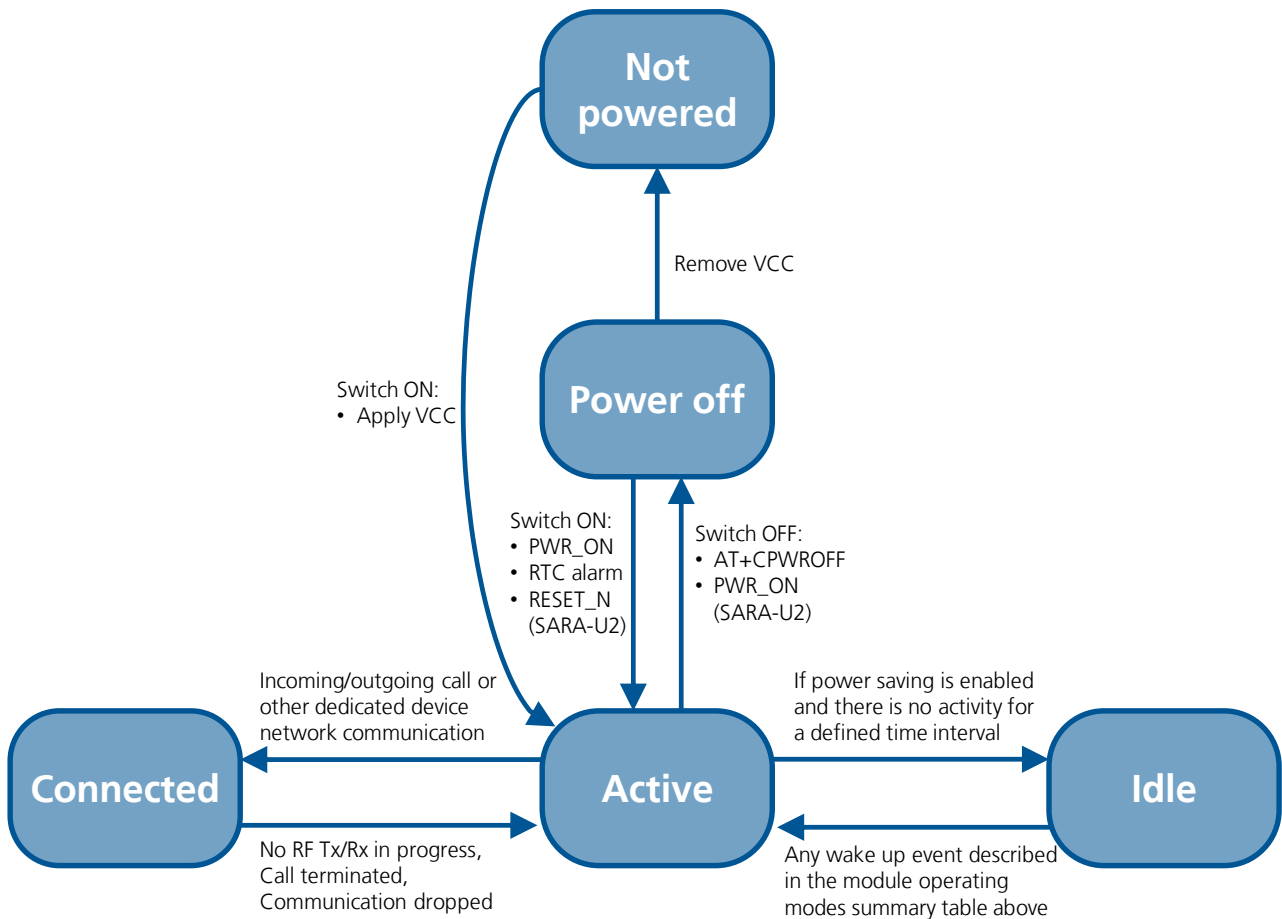 Not
powered
Remove VCC
Switch ON:
• Apply VCC
Power off
Switch ON:
• PWR_ON
• RTC alarm
• RESET_N
(SARA-U2)
Switch OFF:
• AT+CPWROFF
• PWR_ON
(SARA-U2)
Incoming/outgoing call or
other dedicated device
network communication
If power saving is enabled
and there is no activity for
a defined time interval
Connected
Active
Idle
No RF Tx/Rx in progress,
Call terminated,
Communication dropped
Any wake up event described
in the module operating
modes summary table above